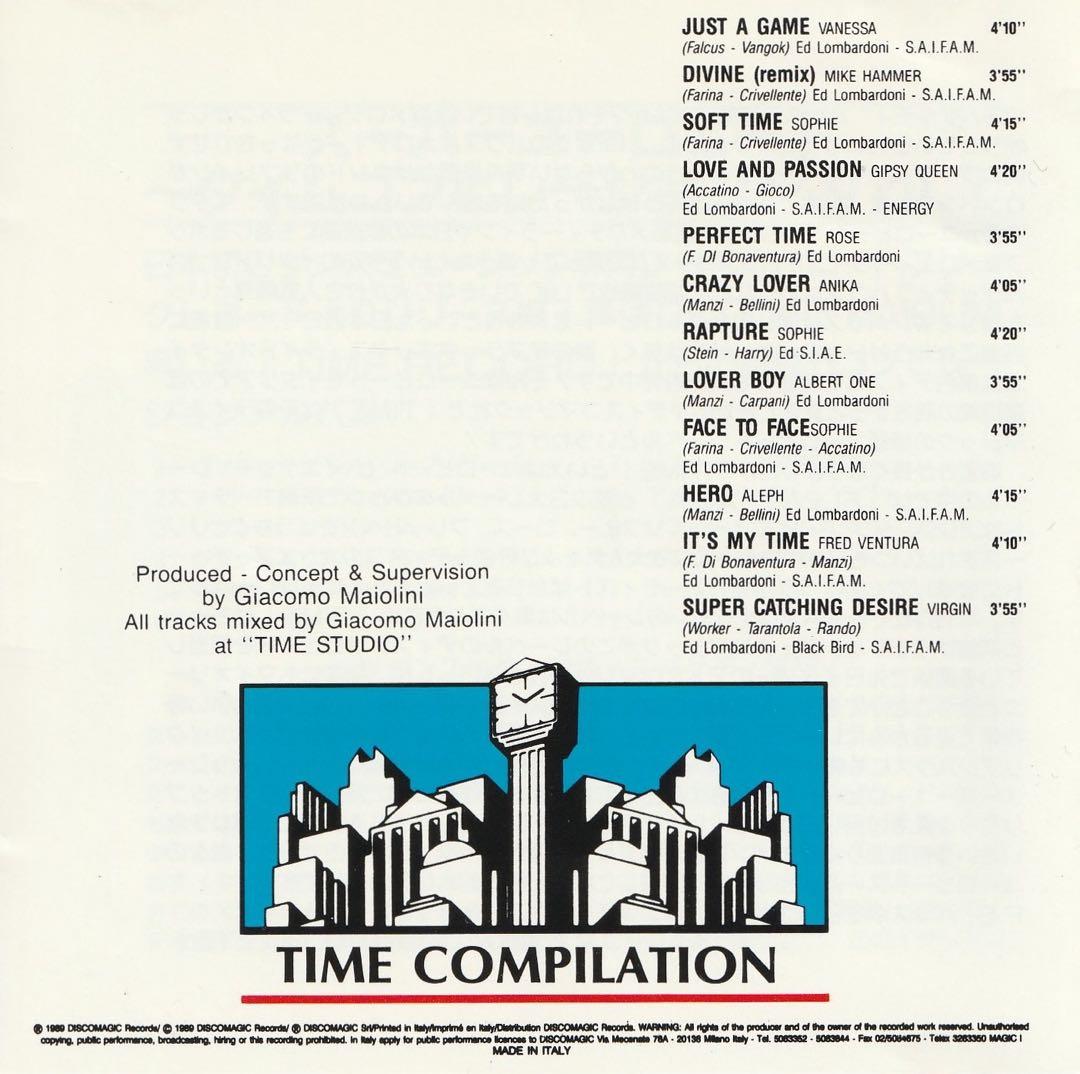 JUST A GAME VANESSA 4'10''
(Falcus - Vangok) Ed Lombardoni - S.A.I.F.A.M.
DIVINE (remix) MIKE HAMMER 3'55''
(Farina - Crivellente) Ed Lombardoni - S.A.I.F.A.M.
SOFT TIME SOPHIE 4'15''
(Farina - Crivellente) Ed Lombardoni - S.A.I.F.A.M.
LOVE AND PASSION GIPSY QUEEN 4'20''
(Accatino - Gioco)
Ed Lombardoni - S.A.I.F.A.M. - ENERGY
PERFECT TIME ROSE 3'55''
(F. DI Bonaventura) Ed Lombardoni
CRAZY LOVER ANIKA 4'05''
(Manzi - Bellini) Ed Lombardoni
RAPTURE SOPHIE 4'20''
(Stein - Harry) Ed S.I.A.E.
LOVER BOY ALBERT ONE 3'55''
(Manzi - Carpani) Ed Lombardoni
FACE TO FACESOPHIE 4'05''
(Farina - Crivellente - Accatino)
Ed Lombardoni - S.A.I.F.A.M.
HERO ALEPH 4'15''
(Manzi - Bellini) Ed Lombardoni - S.A.I.F.A.M.
IT'S MY TIME FRED VENTURA 4'10''
(F. Di Bonaventura - Manzi)
Ed Lombardoni - S.A.I.F.A.M.
SUPER CATCHING DESIRE VIRGIN 3'55''
(Worker - Tarantola - Rando)
Ed Lombardoni - Black Bird - S.A.I.F.A.M.
Produced - Concept & Supervision
by Giacomo Maiolini
All tracks mixed by Giacomo Maiolini
at ''TIME STUDIO''
TIME COMPILATION
℗ 1989 DISCOMAGIC Records/ © 1989 DISCOMAGIC Records/ ® DISCOMAGIC Srl/Printed in Italy/Imprimé en Italy/Distribution DISCOMAGIC Records. WARNING: All rights of the producer and of the owner of the recorded work reserved. Unauthorised
copying, public performance, broadcasting, hiring or this recording prohibited. In Italy apply for public performance licences to DISCOMAGIC Via Mecenate 78A - 20138 Milano Italy - Tel. 5063352 - 5063644 - Fax 02/5064675 - Telex 3263350 MAGIC I
MADE IN ITALY